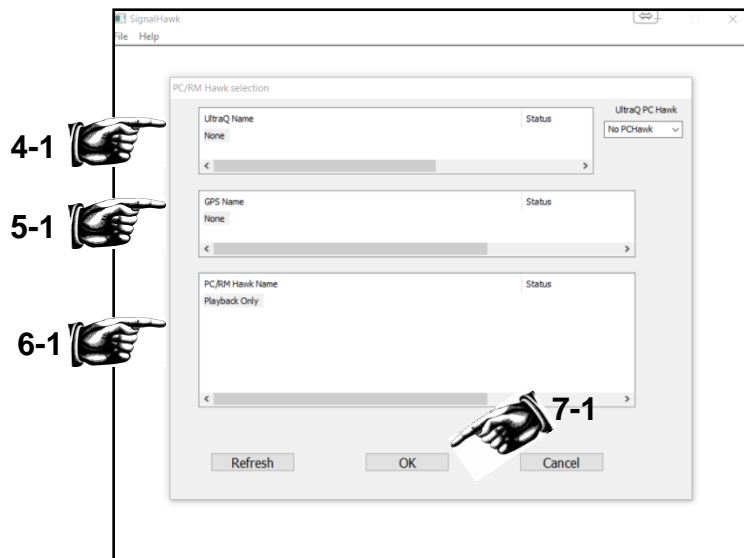 SignalHawk
File Help
PC/RM Hawk selection
UltraQ Name Status
None
UltraQ PC Hawk
No PCHawk
4-1
GPS Name Status
None
5-1
PC/RM Hawk Name Status
Playback Only
6-1
7-1
Refresh OK Cancel